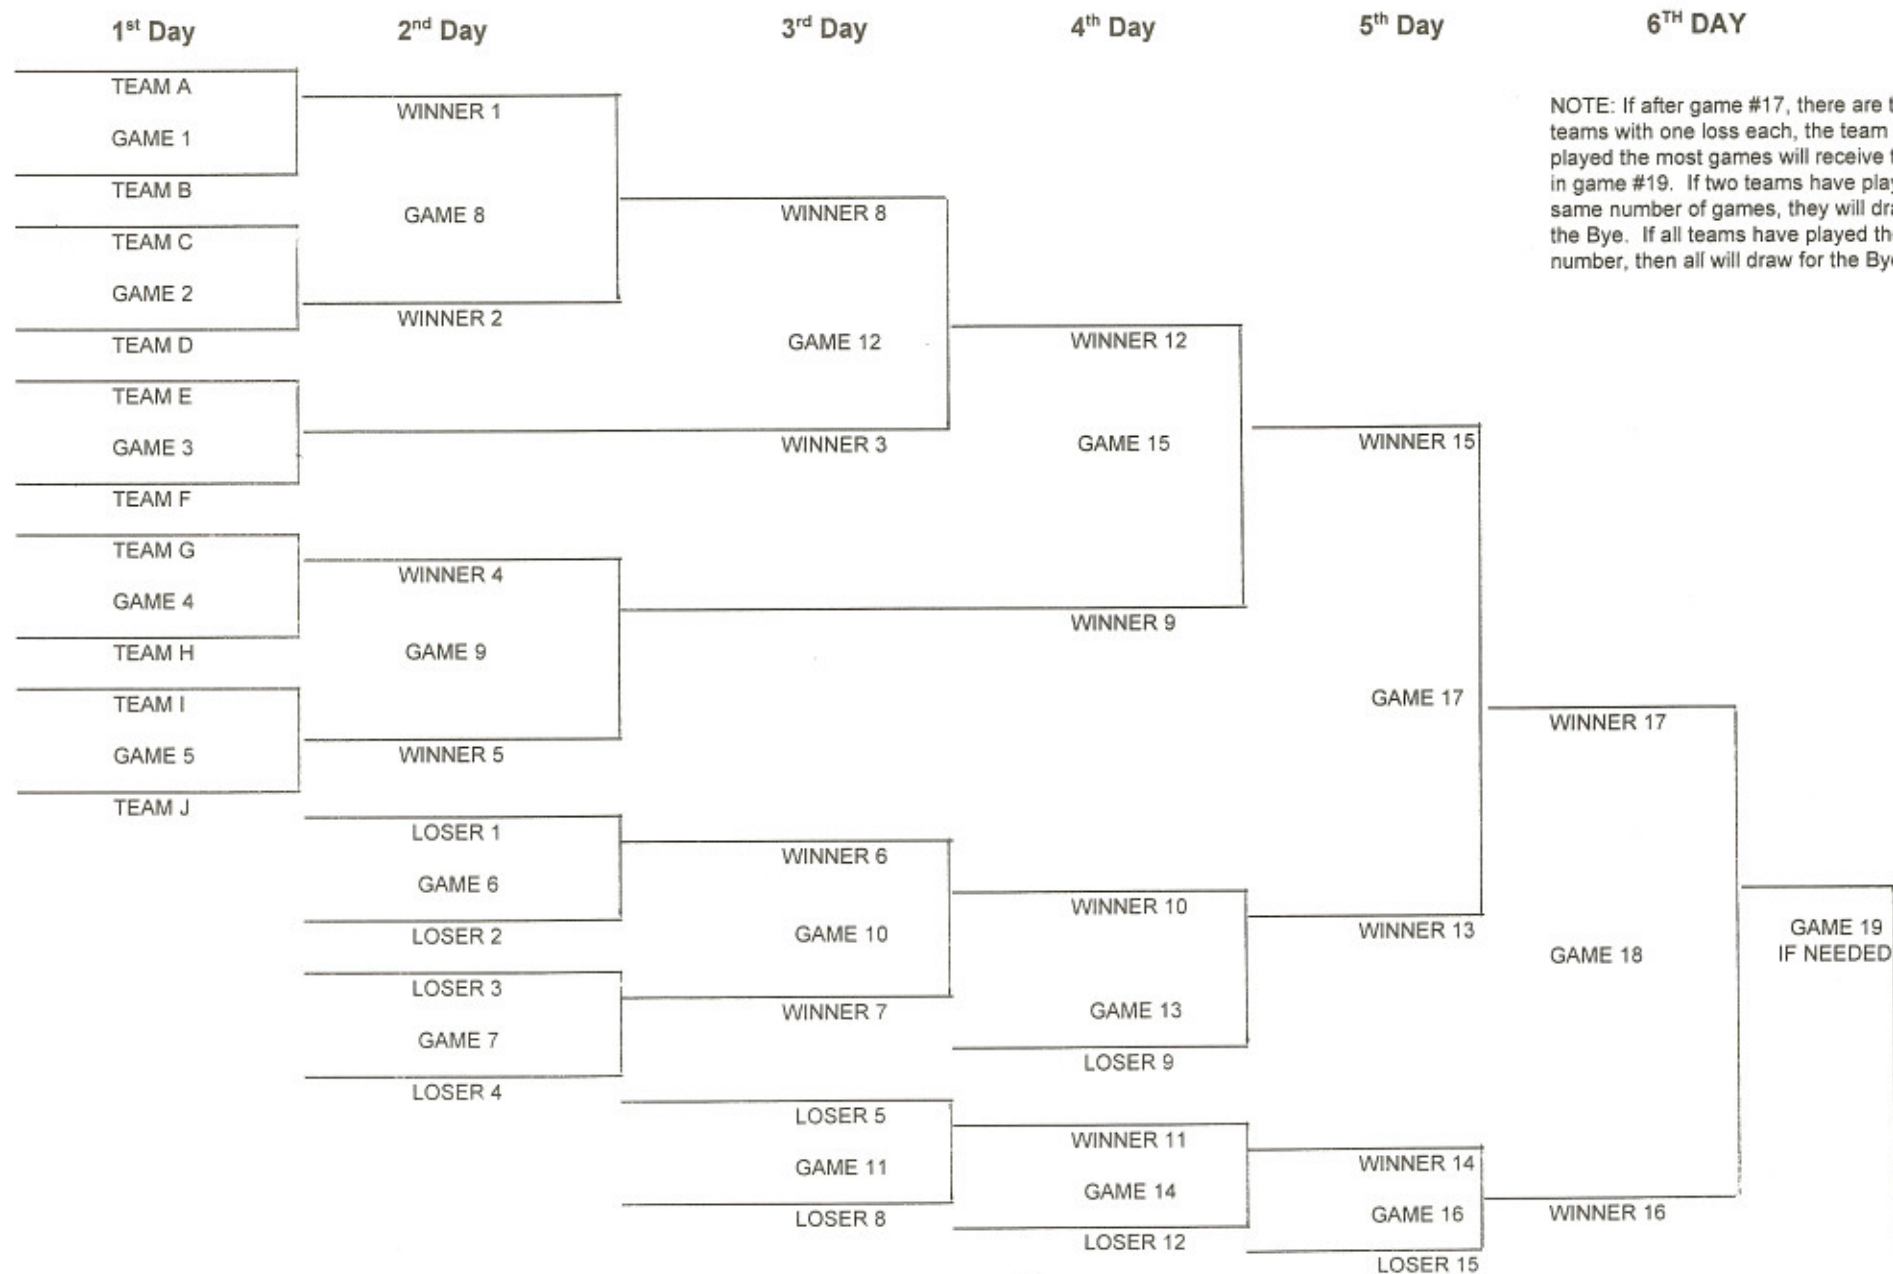 1st Day
2nd Day
3rd Day
4th Day
5th Day
6TH DAY
NOTE: If after game #17, there are
teams with one loss each, the team
played the most games will receive
in game #19. If two teams have
same number of games, they will
the Bye. If all teams have played
number, then all will draw for the
TEAM A
GAME 1
TEAM B
TEAM C
GAME 2
TEAM D
TEAM E
GAME 3
TEAM F
TEAM G
GAME 4
TEAM H
TEAM I
GAME 5
TEAM J
WINNER 1
GAME 8
WINNER 2
WINNER 4
GAME 9
WINNER 5
LOSER 1
GAME 6
LOSER 2
LOSER 3
GAME 7
LOSER 4
WINNER 8
GAME 12
WINNER 3
WINNER 6
GAME 10
WINNER 7
LOSER 5
GAME 11
LOSER 8
WINNER 12
GAME 15
WINNER 9
WINNER 10
GAME 13
LOSER 9
WINNER 11
GAME 14
LOSER 12
WINNER 15
GAME 17
WINNER 13
WINNER 14
GAME 16
LOSER 15
WINNER 17
GAME 18
WINNER 16
GAME 19
IF NEEDED